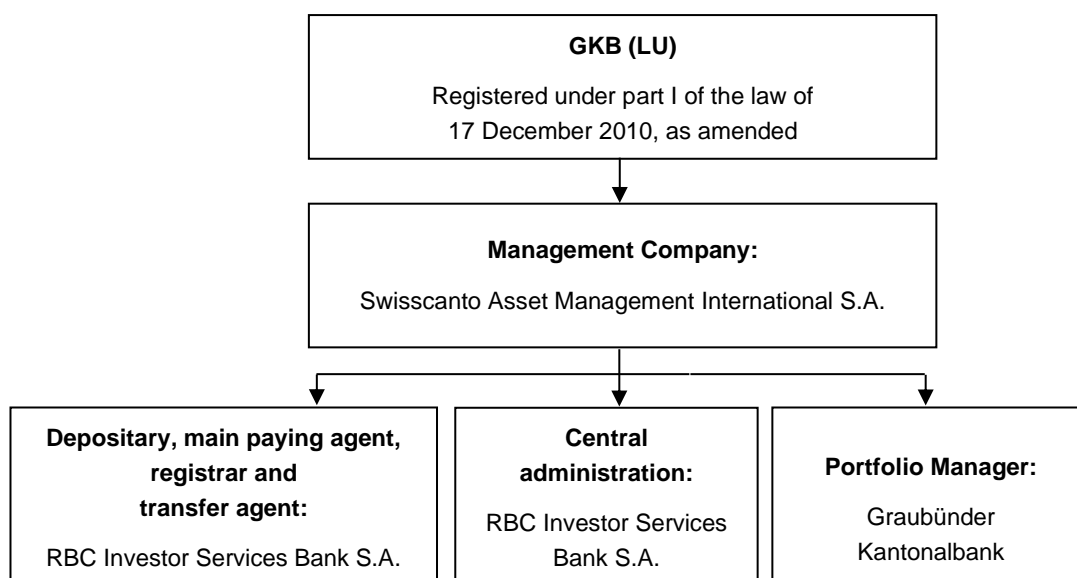 GKB (LU)
Registered under part I of the law of
17 December 2010, as amended
Management Company:
Swisscanto Asset Management International S.A.
Depositary, main paying agent,
registrar and
transfer agent:
RBC Investor Services Bank S.A.
Central
administration:
RBC Investor Services
Bank S.A.
Portfolio Manager:
Graubünder
Kantonalbank